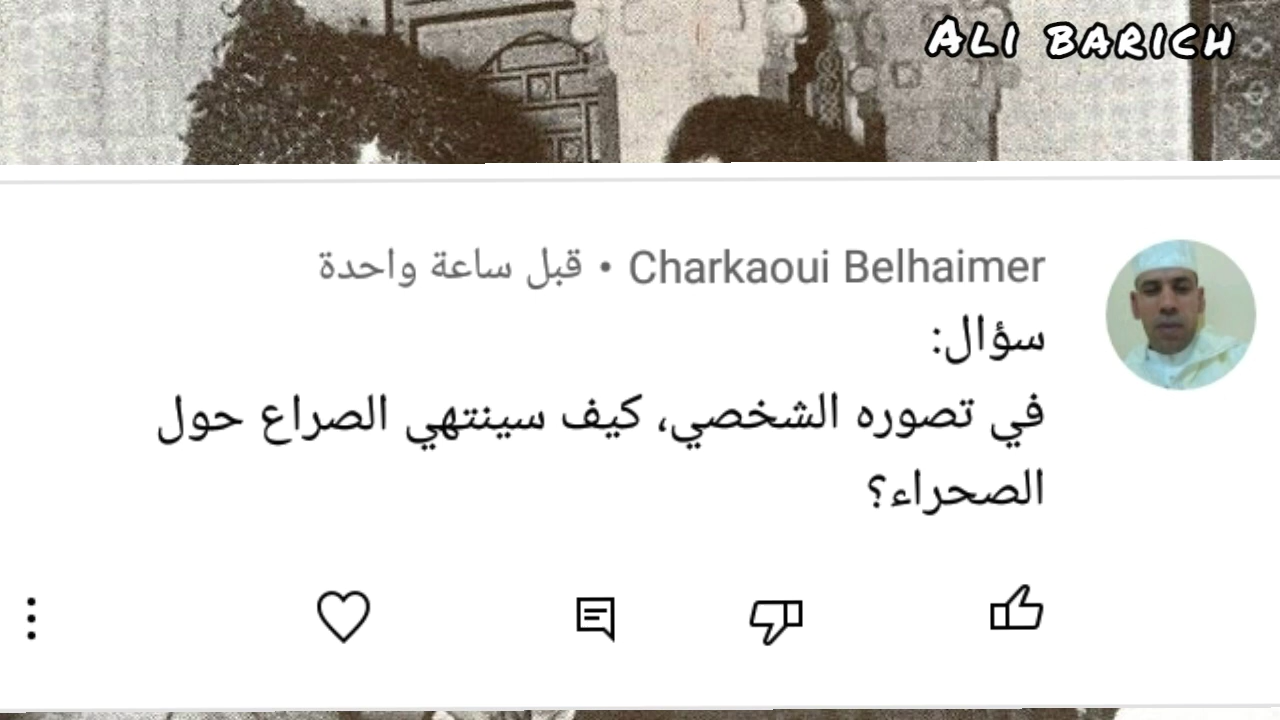 ALI BARICH
Charkaoui Belhaimer • قبل ساعة واحدة
سؤال:
في تصوره الشخصي، كيف سينتهي الصراع حول
الصحراء؟